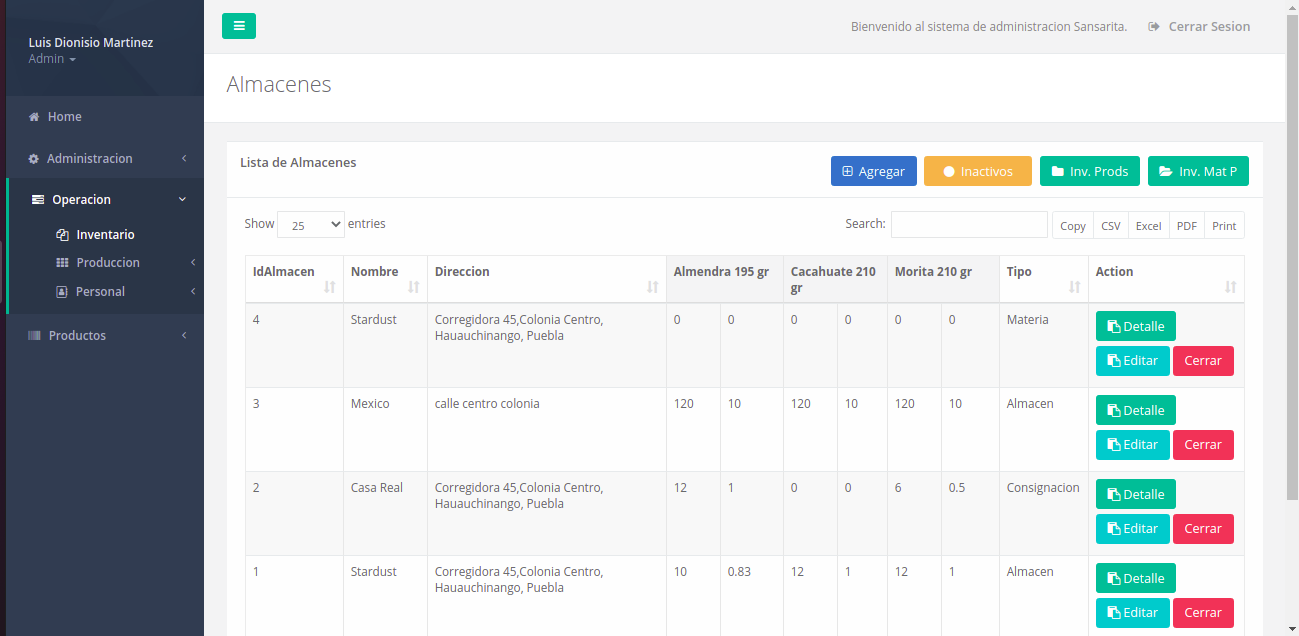 Luis Dionisio Martinez
Admin
Home
Administracion
Operacion
Inventario
Produccion
Personal
Productos
Bienvenido al sistema de administracion Sansarita.
Cerrar Sesion
Almacenes
Lista de Almacenes
Agregar
Inactivos
Inv. Prods
Inv. Mat P
Show 25 entries
Search:
Copy CSV Excel PDF Print
IdAlmacen Nombre Direccion Almendra 195 gr Cacahuate 210 gr Morita 210 gr Tipo Action
4 Stardust Corregidora 45,Colonia Centro, Hauauchinango, Puebla 0 0 0 0 0 0 Materia Detalle Editar Cerrar
3 Mexico calle centro colonia 120 10 120 10 120 10 Almacen Detalle Editar Cerrar
2 Casa Real Corregidora 45,Colonia Centro, Hauauchinango, Puebla 12 1 0 0 6 0.5 Consignacion Detalle Editar Cerrar
1 Stardust Corregidora 45,Colonia Centro, Hauauchinango, Puebla 10 0.83 12 1 12 1 Almacen Detalle Editar Cerrar